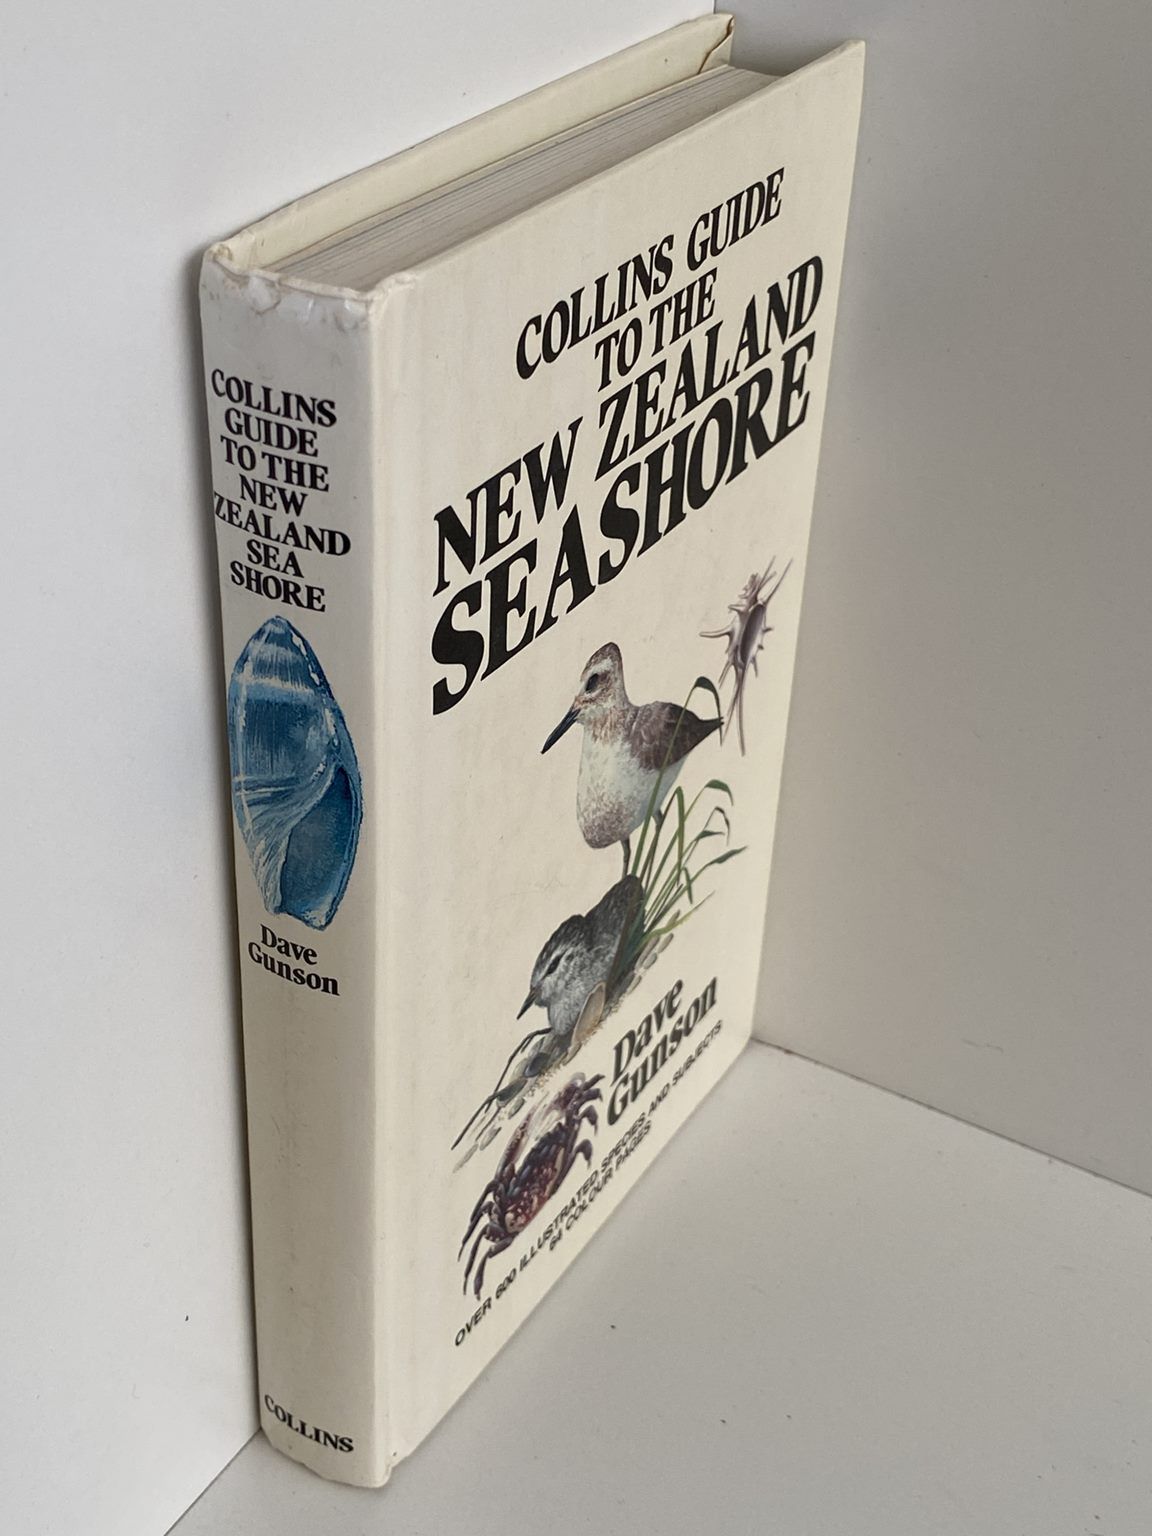 COLLINS
GUIDE
TO THE
NEW
ZEALAND
SEA
SHORE
Dave
Gunson
COLLINS
COLLINS GUIDE
TO THE
NEW ZEALAND
SEASHORE
Dave
Gunson
OVER 600 ILLUSTRATED SPECIES AND SUBJECTS
64 COLOUR PAGES